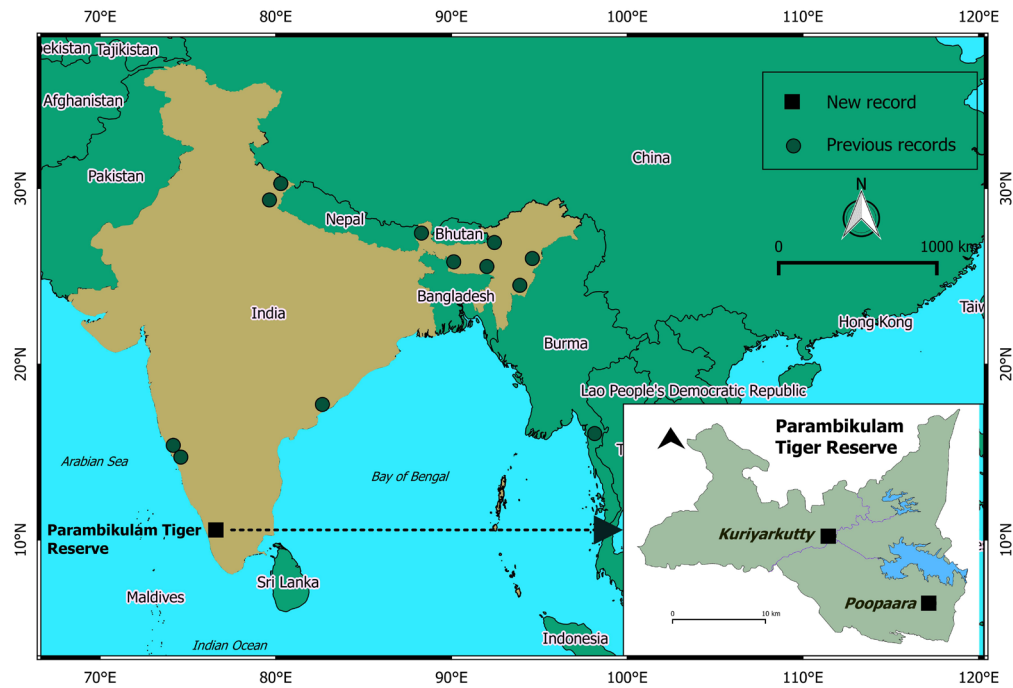 70°E 80°E 90°E 100°E 110°E 120°E
ekistan Tajikistan
Afghanistan
New record
Previous records
China
Pakistan
30°N
30°N
N
Nepal
Bhutan
0 1000 km
Bangladesh
India
Hong Kong
Taiw
Burma
20°N
20°N
Lao People's Democratic Republic
T
Arabian Sea
Bay of Bengal
Parambikulam Tiger
Reserve
10°N
10°N
Sri Lanka
Maldives
Indian Ocean
Indonesia
Parambikulam
Tiger Reserve
Kuriyarkutty
Poopaara
0 10 km
e
70°E 80°E 90°E 100°E 110°E 120°E